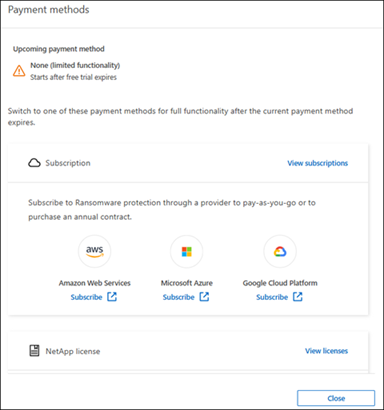 Payment methods
Upcoming payment method
None (limited functionality)
Starts after free trial expires
Switch to one of these payment methods for full functionality after the current payment method
expires.
Subscription
View subscriptions
Subscribe to Ransomware protection through a provider to pay-as-you-go or to
purchase an annual contract.
aws
Amazon Web Services
Microsoft Azure
Google Cloud Platform
Subscribe
Subscribe
Subscribe
NetApp license
View licenses
Close